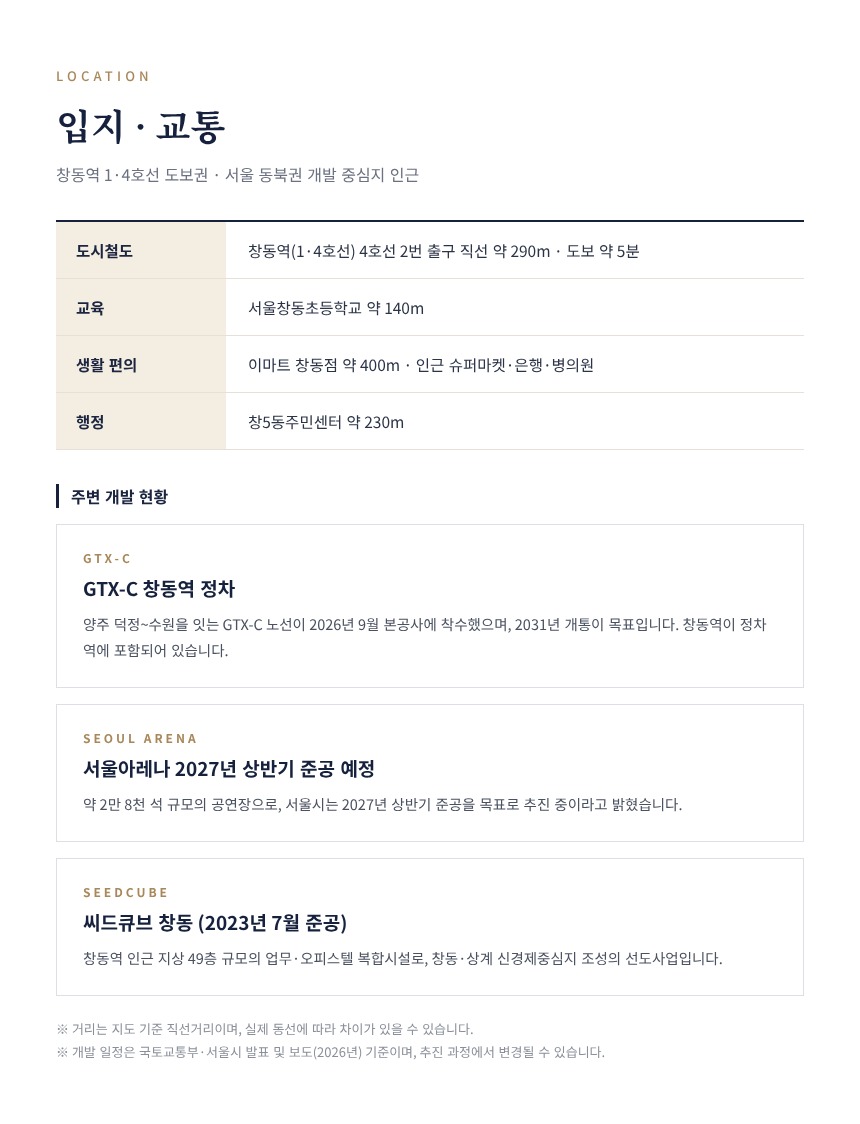 LOCATION
입지 · 교통
창동역 1·4호선 도보권 · 서울 동북권 개발 중심지 인근
도시철도 창동역(1·4호선) 4호선 2번 출구 직선 약 290m · 도보 약 5분
교육 서울창동초등학교 약 140m
생활 편의 이마트 창동점 약 400m · 인근 슈퍼마켓·은행·병의원
행정 창5동주민센터 약 230m
주변 개발 현황
GTX-C
GTX-C 창동역 정차
양주 덕정~수원을 잇는 GTX-C 노선이 2026년 9월 본공사에 착수했으며, 2031년 개통이 목표입니다. 창동역이 정차
역에 포함되어 있습니다.
SEOUL ARENA
서울아레나 2027년 상반기 준공 예정
약 2만 8천 석 규모의 공연장으로, 서울시는 2027년 상반기 준공을 목표로 추진 중이라고 밝혔습니다.
SEEDCUBE
씨드큐브 창동 (2023년 7월 준공)
창동역 인근 지상 49층 규모의 업무·오피스텔 복합시설로, 창동·상계 신경제중심지 조성의 선도사업입니다.
※ 거리는 지도 기준 직선거리이며, 실제 동선에 따라 차이가 있을 수 있습니다.
※ 개발 일정은 국토교통부·서울시 발표 및 보도(2026년) 기준이며, 추진 과정에서 변경될 수 있습니다.